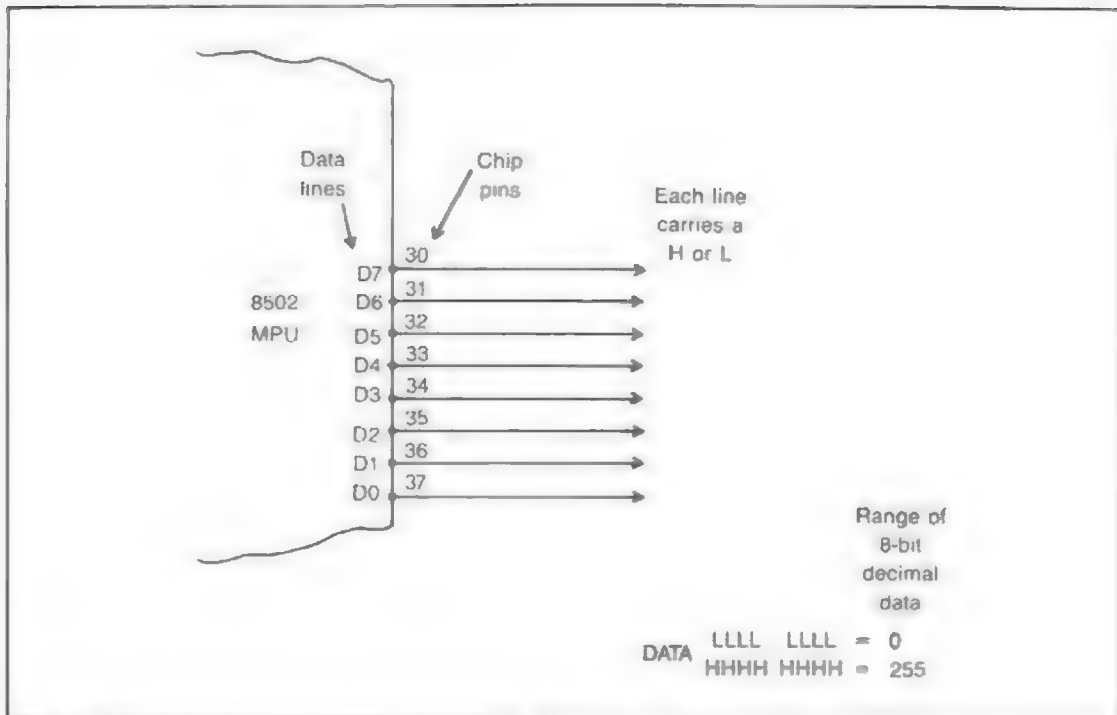 Data
lines
Chip
pins
Each line
carries a
H or L
8502
MPU
D7 30
D6 31
D5 32
D4 33
D3 34
D2 35
D1 36
D0 37
Range of
8-bit
decimal
data
DATA LLLL LLLL = 0
HHHH HHHH = 255